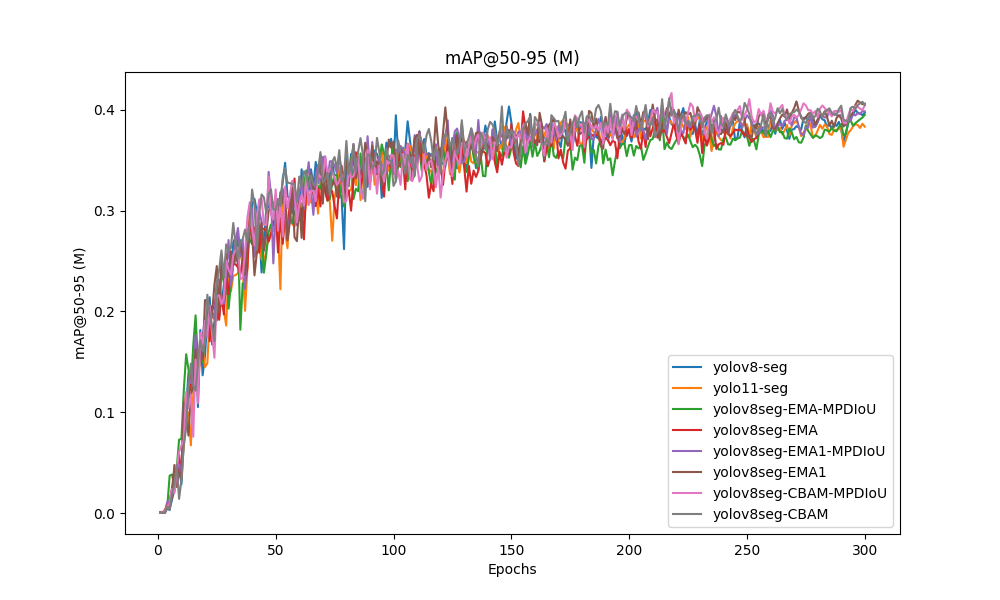 mAP@50-95 (M)
mAP@50-95 (M)
0.4
0.3
0.2
0.1
0.0
yolov8-seg
yolo11-seg
yolov8seg-EMA-MPDIoU
yolov8seg-EMA
yolov8seg-EMA1-MPDIoU
yolov8seg-EMA1
yolov8seg-CBAM-MPDIoU
yolov8seg-CBAM
0 50 100 150 200 250 300
Epochs